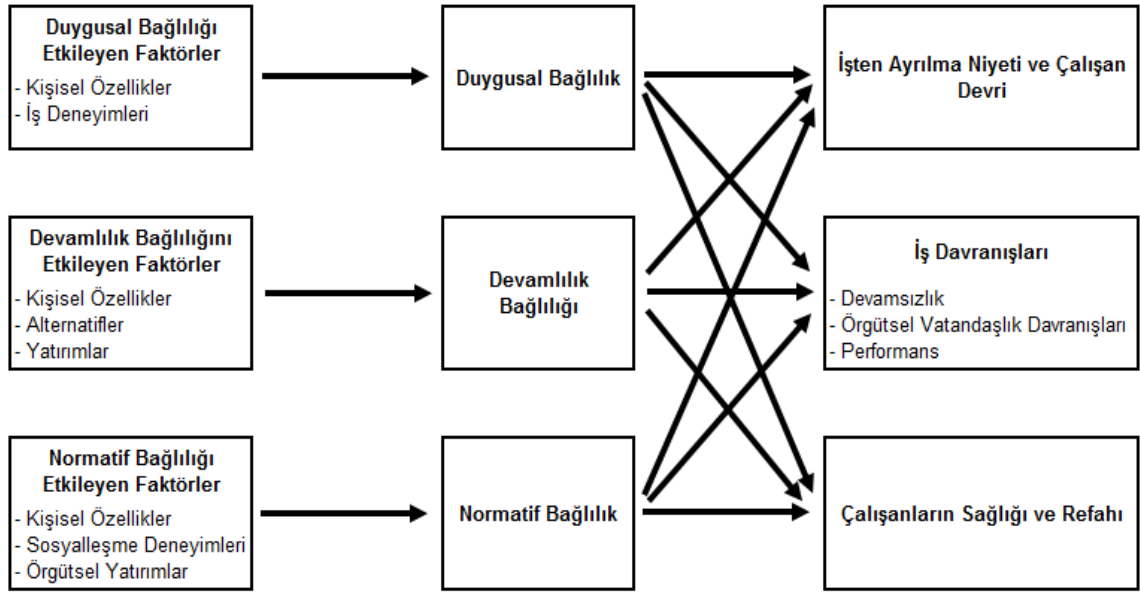 Duygusal Bağlılığı
Etkileyen Faktörler
- Kişisel Özellikler
- İş Deneyimleri
Duygusal Bağlılık
İşten Ayrılma Niyeti ve Çalışan
Devri
Devamlılık Bağlılığını
Etkileyen Faktörler
- Kişisel Özellikler
- Alternatifler
- Yatırımlar
Devamlılık
Bağlılığı
İş Davranışları
- Devamsızlık
- Örgütsel Vatandaşlık Davranışları
- Performans
Normatif Bağlılığı
Etkileyen Faktörler
- Kişisel Özellikler
- Sosyalleşme Deneyimleri
- Örgütsel Yatırımlar
Normatif Bağlılık
Çalışanların Sağlığı ve Refahı